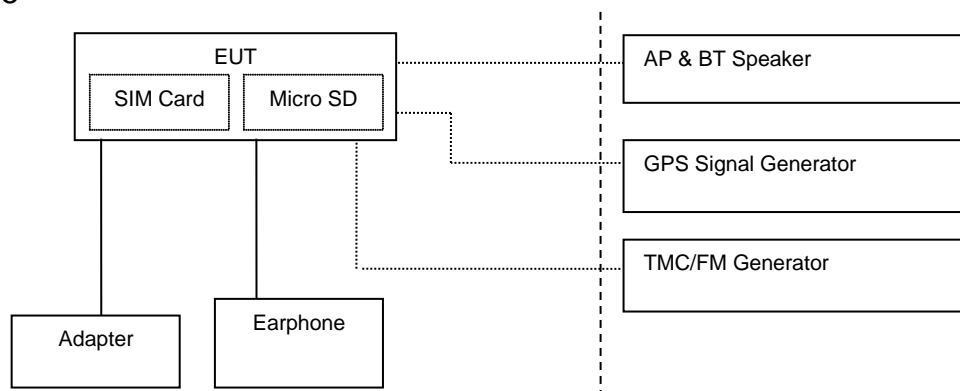 EUT
SIM Card
Micro SD
AP & BT Speaker
GPS Signal Generator
TMC/FM Generator
Adapter
Earphone